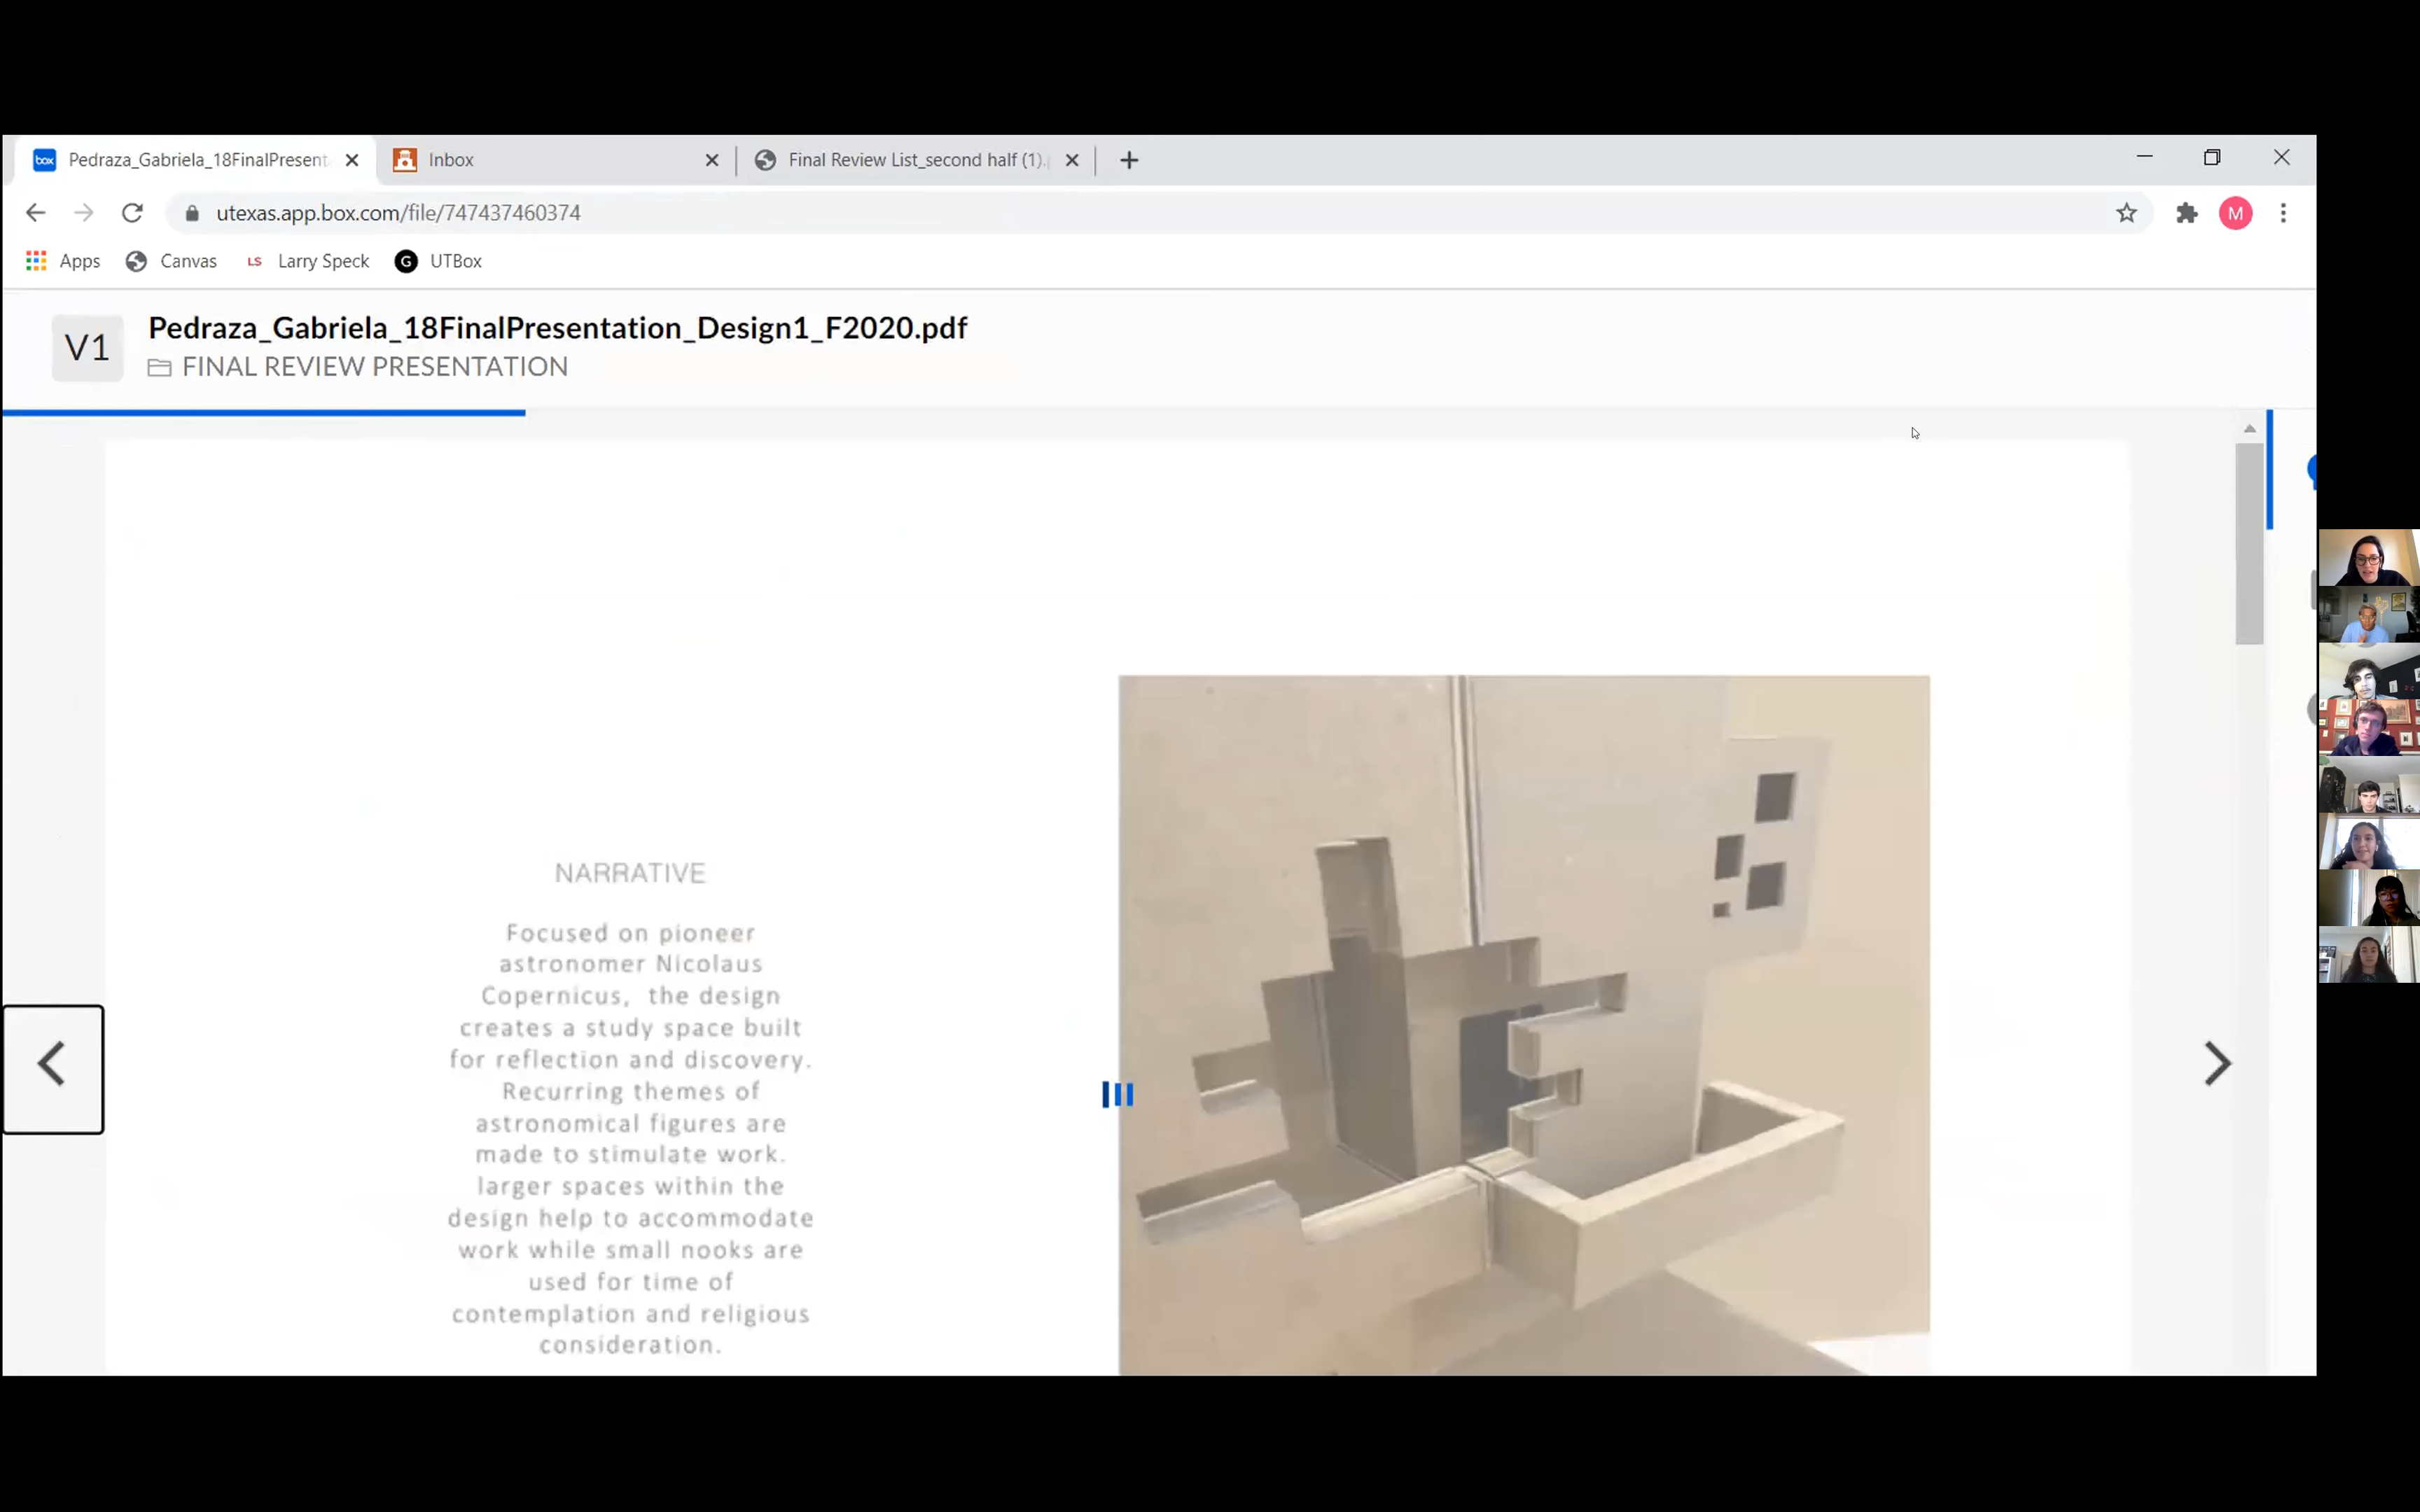 box Pedraza_Gabriela_18FinalPresent
Inbox
Final Review List_second half (1).
utexas.app.box.com/file/747437460374
M
Apps
Canvas
LS Larry Speck
G UTBox
V1
Pedraza_Gabriela_18FinalPresentation_Design1_F2020.pdf
FINAL REVIEW PRESENTATION
NARRATIVE
Focused on pioneer
astronomer Nicolaus
Copernicus, the design
creates a study space built
for reflection and discovery.
Recurring themes of
astronomical figures are
made to stimulate work.
larger spaces within the
design help to accommodate
work while small nooks are
used for time of
contemplation and religious
consideration.